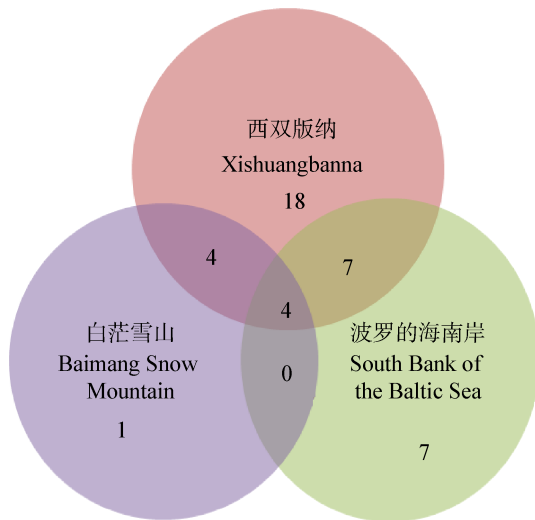 西双版纳
Xishuangbanna
18
4
7
4
白茫雪山
Baimang Snow
Mountain
1
0
波罗的海南岸
South Bank of
the Baltic Sea
7